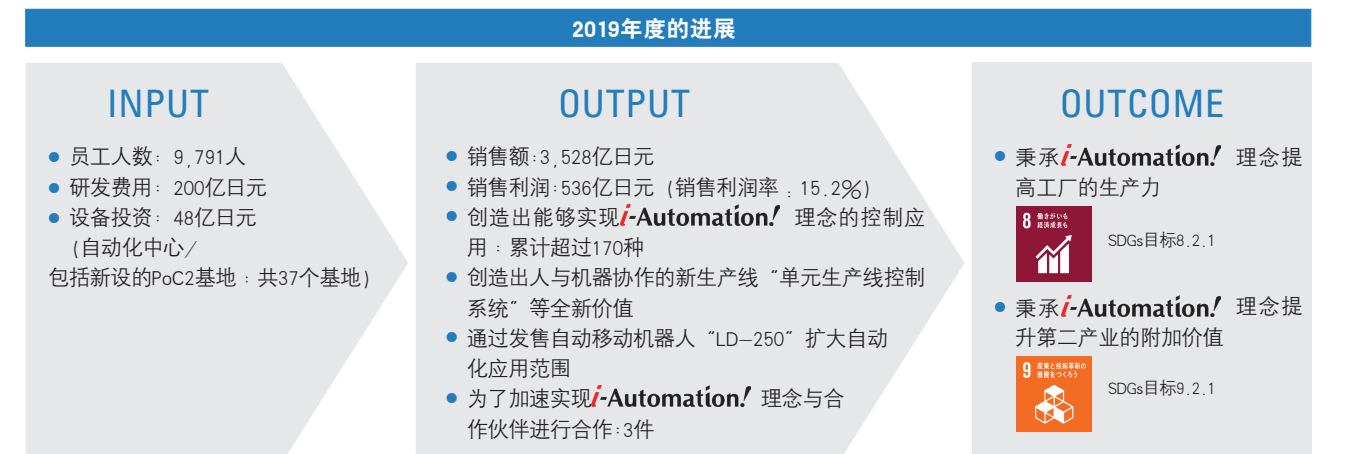 2019年度的进展
INPUT
● 员工人数：9,791人
● 研发费用：200亿日元
● 设备投资：48亿日元
(自动化中心/
包括新设的PoC2基地：共37个基地)
OUTPUT
● 销售额:3,528亿日元
● 销售利润:536亿日元 (销售利润率：15.2%)
● 创造出能够实现i-Automation! 理念的控制应
用：累计超过170种
● 创造出人与机器协作的新生产线“单元生产线控制
系统”等全新价值
● 通过发售自动移动机器人“LD-250”扩大自动
化应用范围
● 为了加速实现i-Automation! 理念与合
作伙伴进行合作:3件
OUTCOME
● 秉承i-Automation! 理念提
高工厂的生产力
8 働きがいも
経済成長も
SDGs目标8.2.1
● 秉承i-Automation! 理念提
升第二产业的附加价值
9 産業と技術革新の
基盤をつくろう
SDGs目标9.2.1